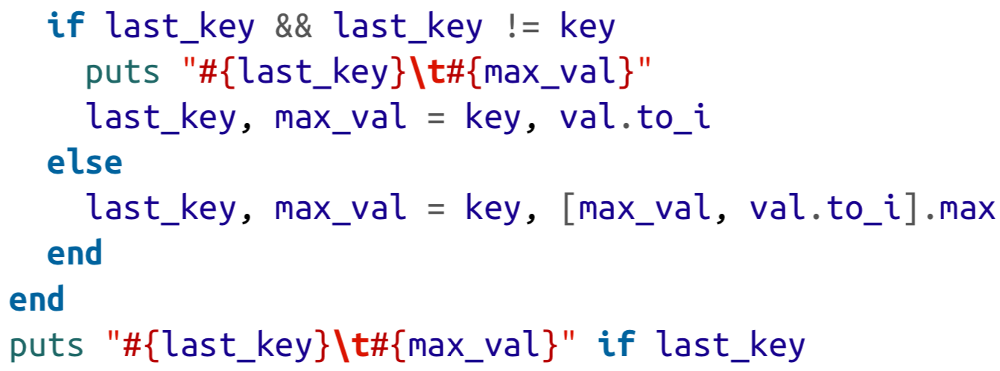 if last_key && last_key != key
    puts "#{last_key}\t#{max_val}"
    last_key, max_val = key, val.to_i
  else
    last_key, max_val = key, [max_val, val.to_i].max
  end
end
puts "#{last_key}\t#{max_val}" if last_key